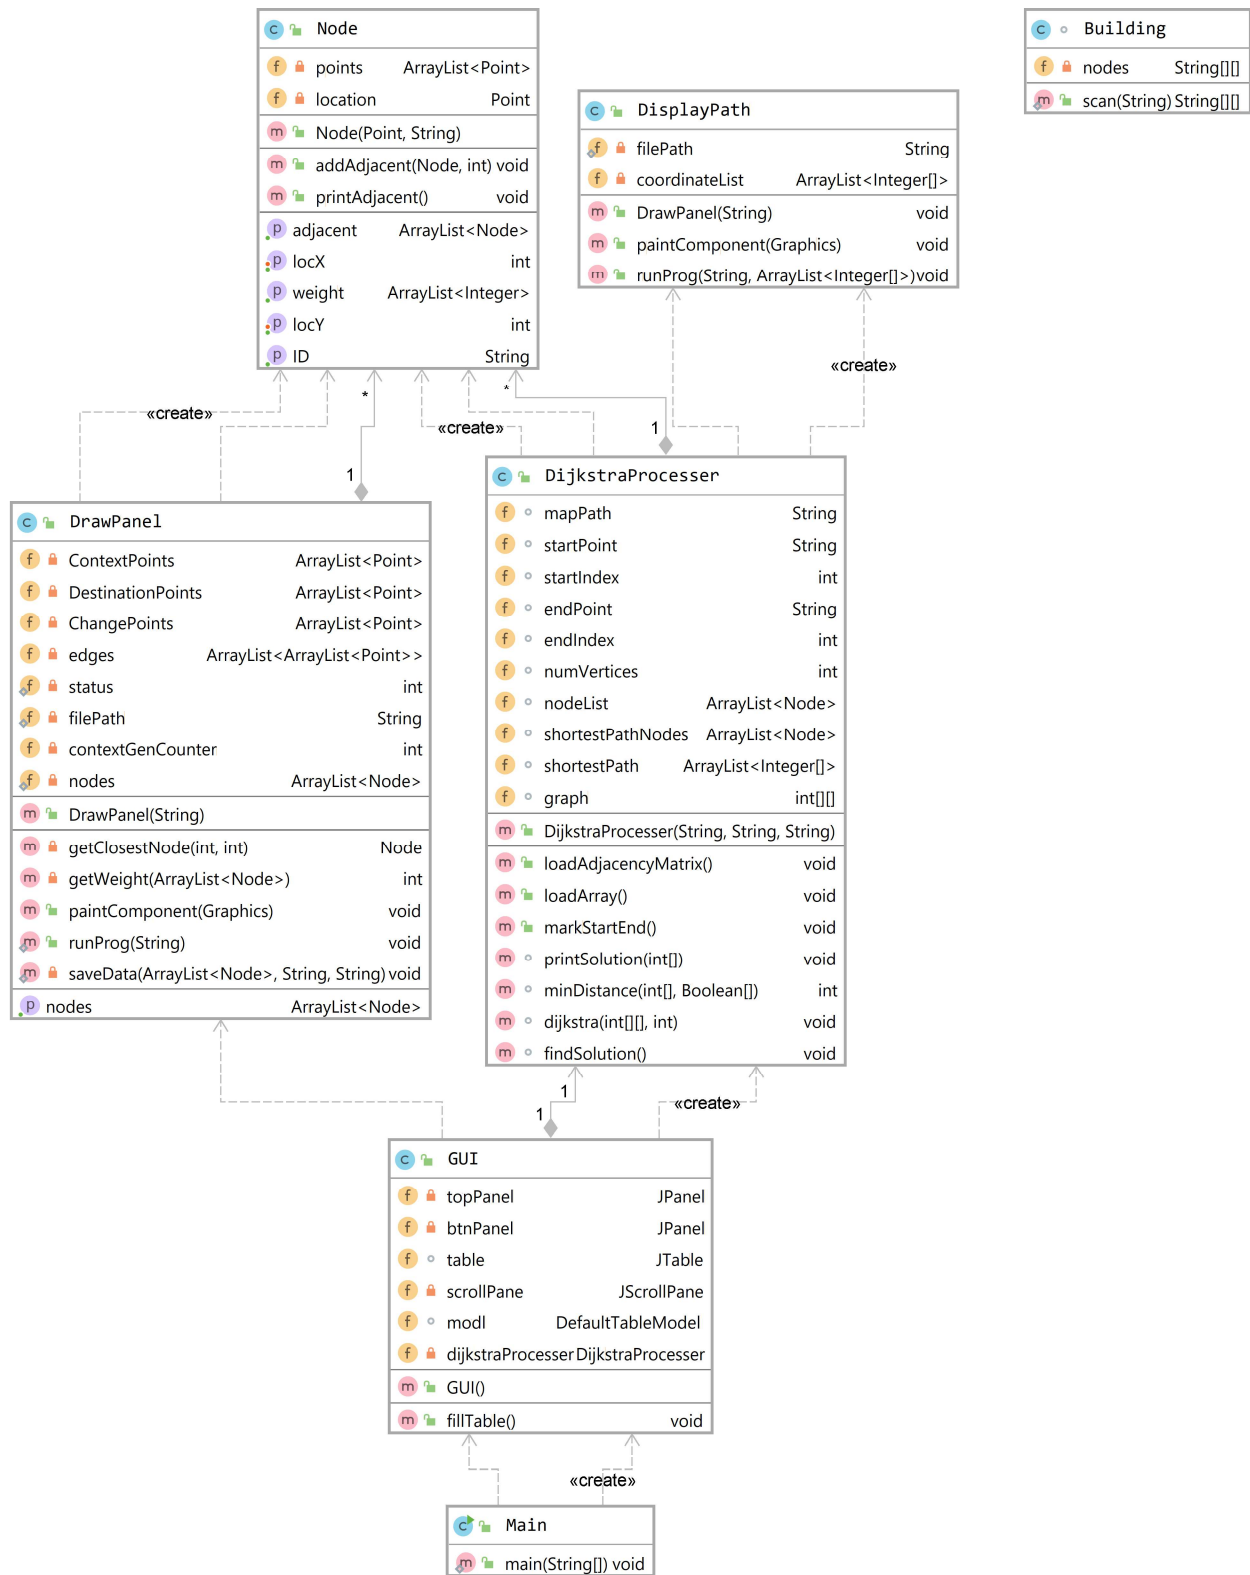 Node
points ArrayList<Point>
location Point
Node(Point, String)
addAdjacent(Node, int) void
printAdjacent() void
adjacent ArrayList<Node>
locX int
weight ArrayList<Integer>
locY int
ID String
Building
nodes String[][]
scan(String) String[][]
DisplayPath
filePath String
coordinateList ArrayList<Integer[]>
DrawPanel(String) void
paintComponent(Graphics) void
runProg(String, ArrayList<Integer[]>) void
«create»
«create»
«create»
*
*
1
1
DrawPanel
ContextPoints ArrayList<Point>
DestinationPoints ArrayList<Point>
ChangePoints ArrayList<Point>
edges ArrayList<ArrayList<Point>>
status int
filePath String
contextGenCounter int
nodes ArrayList<Node>
DrawPanel(String)
getClosestNode(int, int) Node
getWeight(ArrayList<Node>) int
paintComponent(Graphics) void
runProg(String) void
saveData(ArrayList<Node>, String, String) void
nodes ArrayList<Node>
DijkstraProcesser
mapPath String
startPoint String
startIndex int
endPoint String
endIndex int
numVertices int
nodeList ArrayList<Node>
shortestPathNodes ArrayList<Node>
shortestPath ArrayList<Integer[]>
graph int[][]
DijkstraProcesser(String, String, String)
loadAdjacencyMatrix() void
loadArray() void
markStartEnd() void
printSolution(int[]) void
minDistance(int[], Boolean[]) int
dijkstra(int[][], int) void
findSolution() void
1
1
«create»
GUI
topPanel JPanel
btnPanel JPanel
table JTable
scrollPane JScrollPane
modl DefaultTableModel
dijkstraProcesser DijkstraProcesser
GUI()
fillTable() void
«create»
Main
main(String[]) void